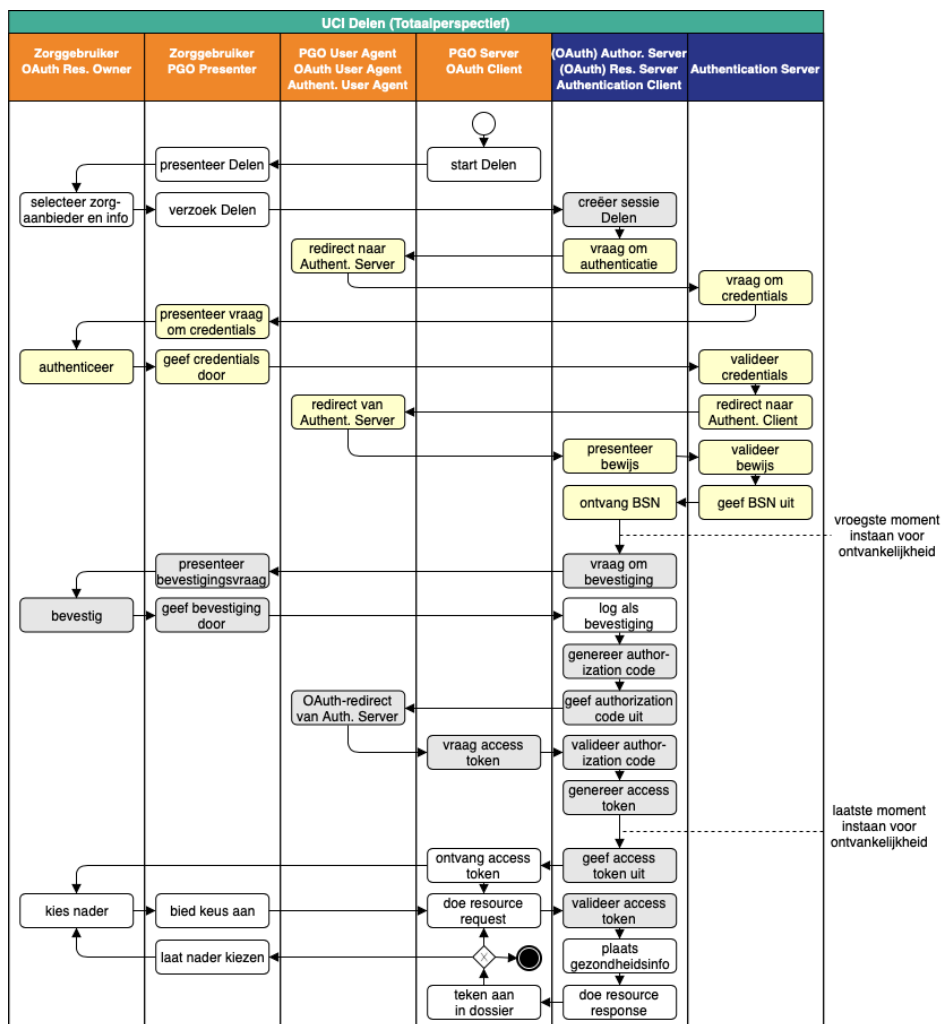 UCI Delen (Totaalperspectief)
Zorggebruiker
OAuth Res. Owner
Zorggebruiker
PGO Presenter
PGO User Agent
OAuth User Agent
Authent. User Agent
PGO Server
OAuth Client
(OAuth) Author. Server
(OAuth) Res. Server
Authentication Client
Authentication Server
presenteer Delen
start Delen
selecteer zorg-
aanbieder en info
verzoek Delen
creëer sessie
Delen
redirect naar
Authent. Server
vraag om
authenticatie
vraag om
credentials
presenteer vraag
om credentials
authenticeer
geef credentials
door
valideer
credentials
redirect van
Authent. Server
redirect naar
Authent. Client
presenteer
bewijs
valideer
bewijs
ontvang BSN
geef BSN uit
vroegste moment
instaan voor
ontvankelijkheid
presenteer
bevestigingsvraag
vraag om
bevestiging
bevestig
geef bevestiging
door
log als
bevestiging
genereer author-
ization code
OAuth-redirect
van Auth. Server
geef authorization
code uit
vraag access
token
valideer author-
ization code
genereer access
token
laatste moment
instaan voor
ontvankelijkheid
ontvang access
token
geef access
token uit
kies nader
bied keus aan
doe resource
request
valideer access
token
laat nader kiezen
X
plaats
gezondheidsinfo
teken aan
in dossier
doe resource
response